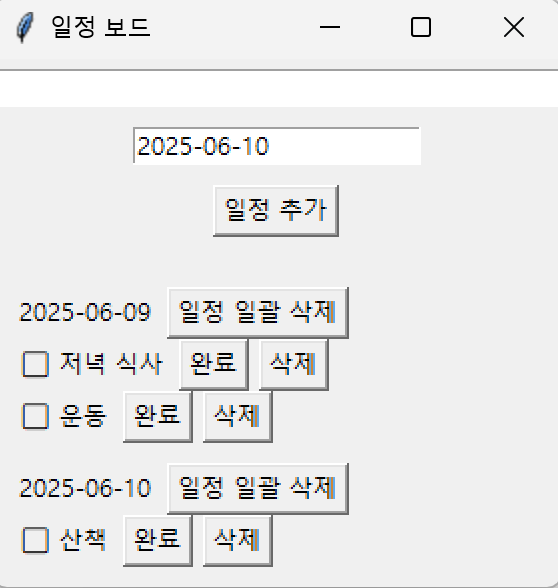 일정 보드
2025-06-10
일정 추가
2025-06-09 일정 일괄 삭제
저녁 식사 완료 삭제
운동 완료 삭제
2025-06-10 일정 일괄 삭제
산책 완료 삭제